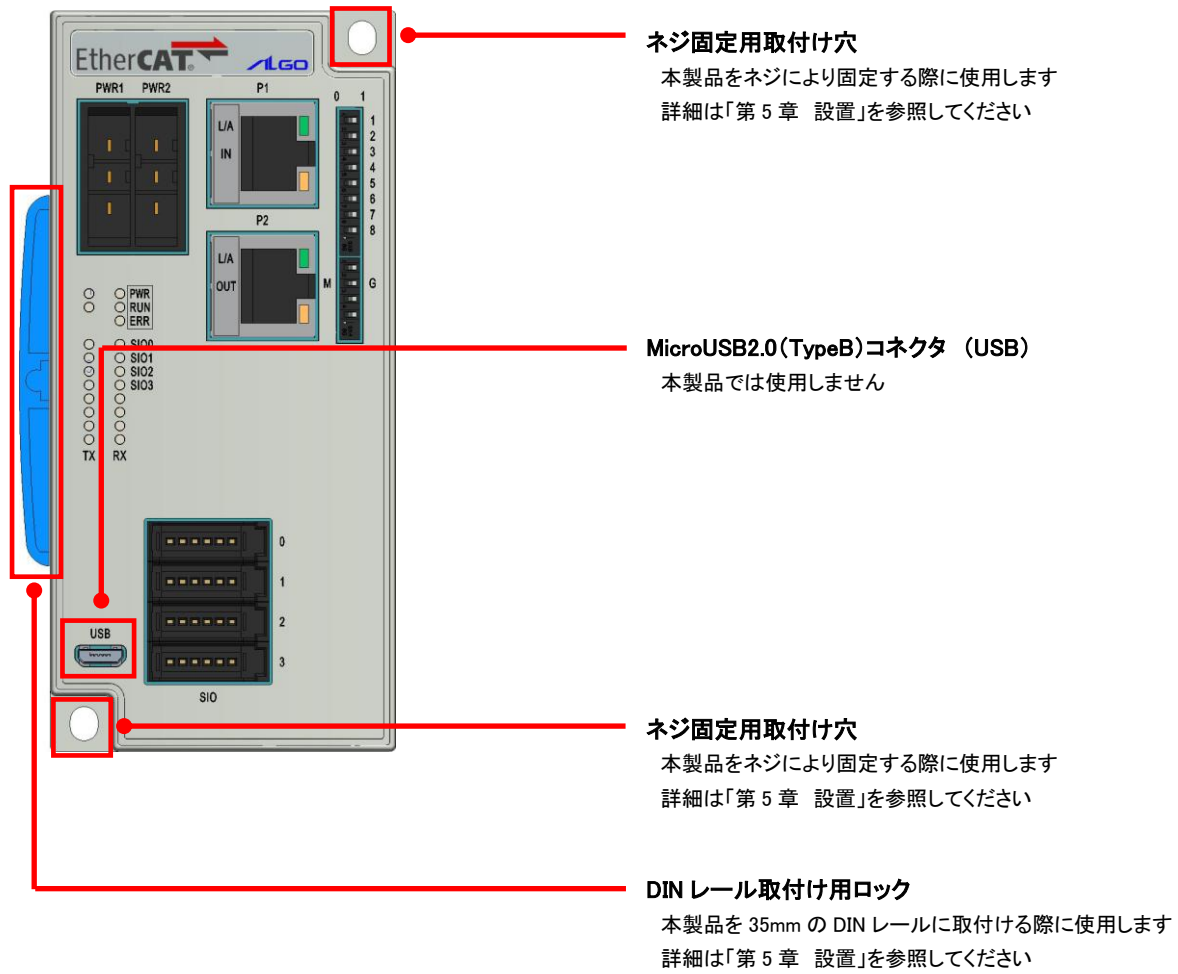 EtherCAT®
ALGO
PWR1 PWR2
P1
0 1
L/A
IN
1
2
3
4
5
6
7
8
P2
L/A
OUT
M
G
PWR
RUN
ERR
SIO0
SIO1
SIO2
SIO3
TX RX
0
1
2
3
USB
SIO
ネジ固定用取付け穴
本製品をネジにより固定する際に使用します
詳細は「第 5 章 設置」を参照してください
MicroUSB2.0(TypeB)コネクタ (USB)
本製品では使用しません
ネジ固定用取付け穴
本製品をネジにより固定する際に使用します
詳細は「第 5 章 設置」を参照してください
DIN レール取付け用ロック
本製品を 35mm の DIN レールに取付ける際に使用します
詳細は「第 5 章 設置」を参照してください